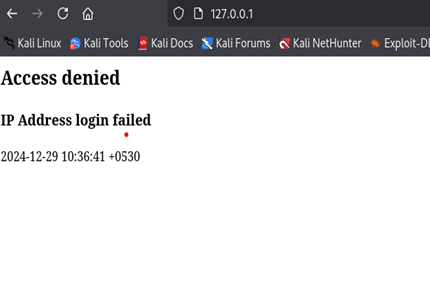 127.0.0.1
Kali Linux Kali Tools Kali Docs Kali Forums Kali NetHunter Exploit-D
Access denied
IP Address login failed
2024-12-29 10:36:41 +0530